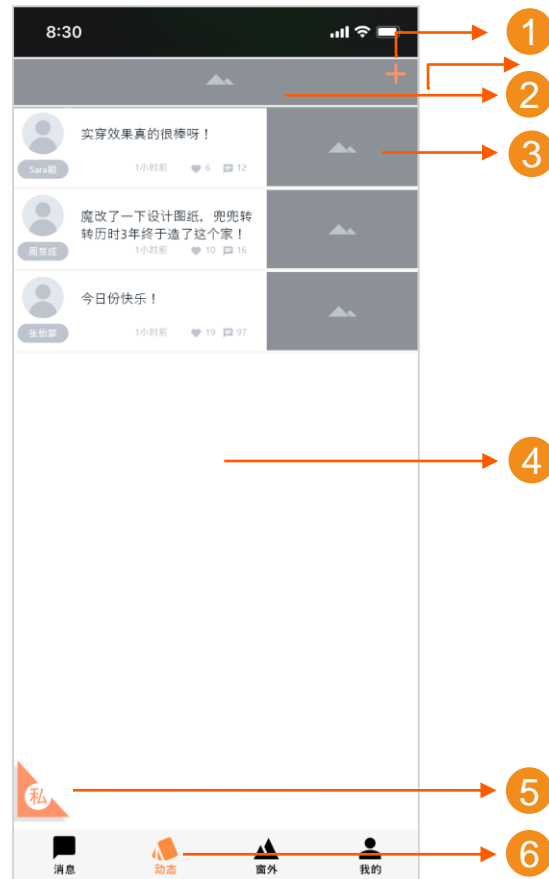 8:30
1
2
实穿效果真的很棒呀！
3
Sara姐
1小时前 6 12
魔改了一下设计图纸，兜兜转
转历时3年终于造了这个家！
周昱成
1小时前 10 16
今日份快乐！
张怡霏
1小时前 19 97
4
私
5
消息 动态 窗外 我的
6